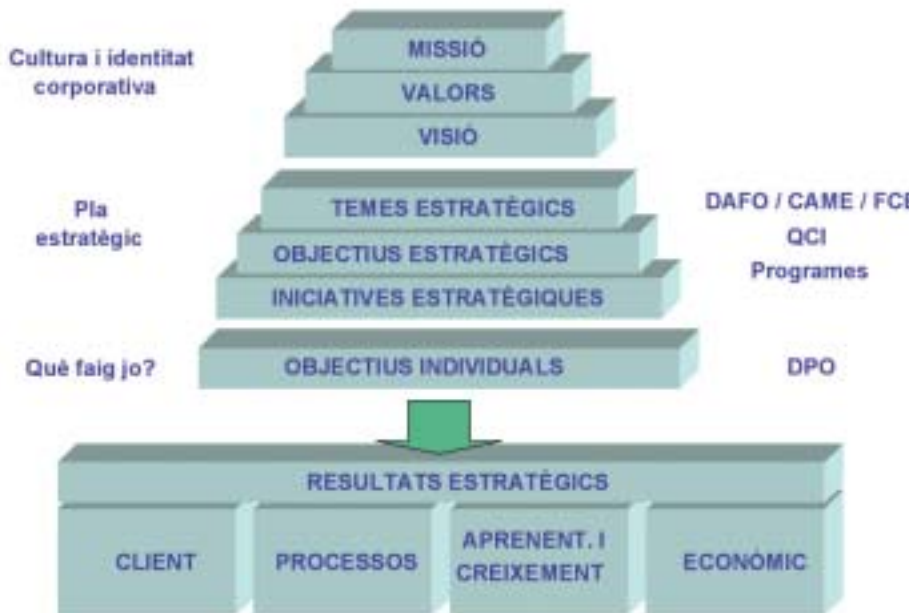 MISSIÓ
Cultura i identitat
corporativa
VALORS
VISIÓ
TEMES ESTRATÈGICS
Pla
estratègic
OBJECTIUS ESTRATÈGICS
INICIATIVES ESTRATÈGIQUES
DAFO / CAME / FCE
QCI
Programes
Què faig jo?
OBJECTIUS INDIVIDUALS
DPO
RESULTATS ESTRATÈGICS
CLIENT
PROCESSOS
APRENENT. I
CREIXEMENT
ECONÒMIC